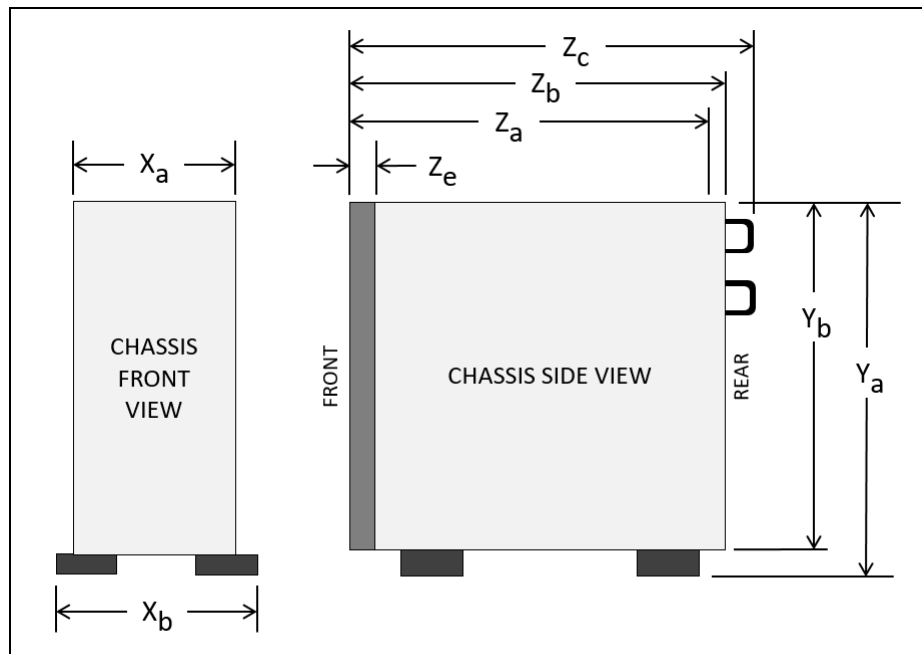 Zc
Zb
Za
Xa
Ze
CHASSIS
FRONT
VIEW
FRONT
CHASSIS SIDE VIEW
REAR
Yb
Ya
Xb